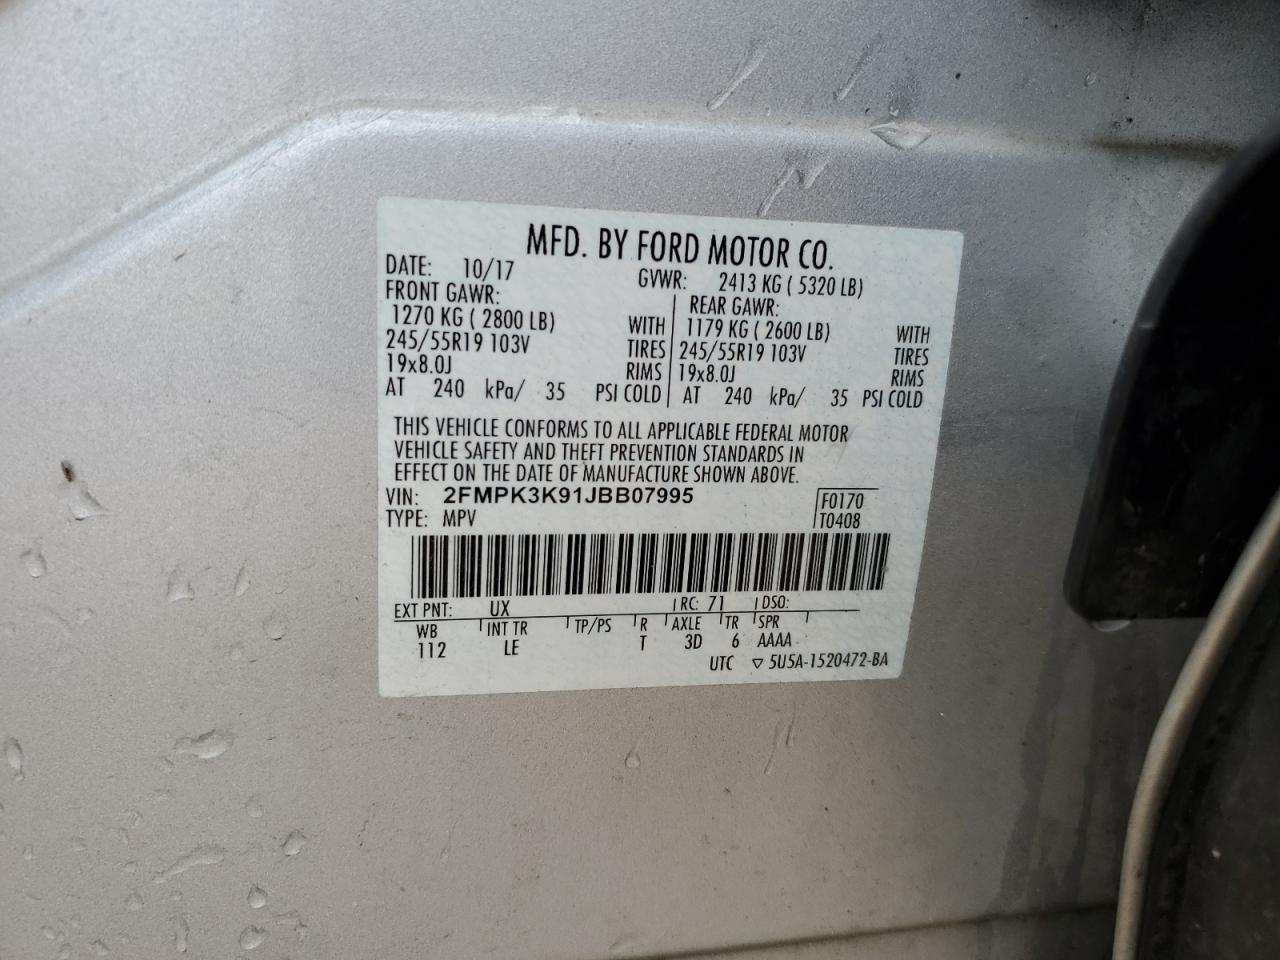 MFD. BY FORD MOTOR CO.
DATE: 10/17 GVWR: 2413 KG ( 5320 LB)
FRONT GAWR: REAR GAWR:
1270 KG ( 2800 LB) WITH 1179 KG ( 2600 LB) WITH
245/55R19 103V TIRES 245/55R19 103V TIRES
19x8.0J RIMS 19x8.0J RIMS
AT 240 kPa/ 35 PSI COLD AT 240 kPa/ 35 PSI COLD
THIS VEHICLE CONFORMS TO ALL APPLICABLE FEDERAL MOTOR
VEHICLE SAFETY AND THEFT PREVENTION STANDARDS IN
EFFECT ON THE DATE OF MANUFACTURE SHOWN ABOVE.
VIN: 2FMPK3K91JBB07995 F0170
TYPE: MPV T0408
EXT PNT: UX RC: 71 DSO:
WB INT TR TP/PS R AXLE TR SPR
112 LE T 3D 6 AAAA
UTC ▽ 5U5A-1520472-BA